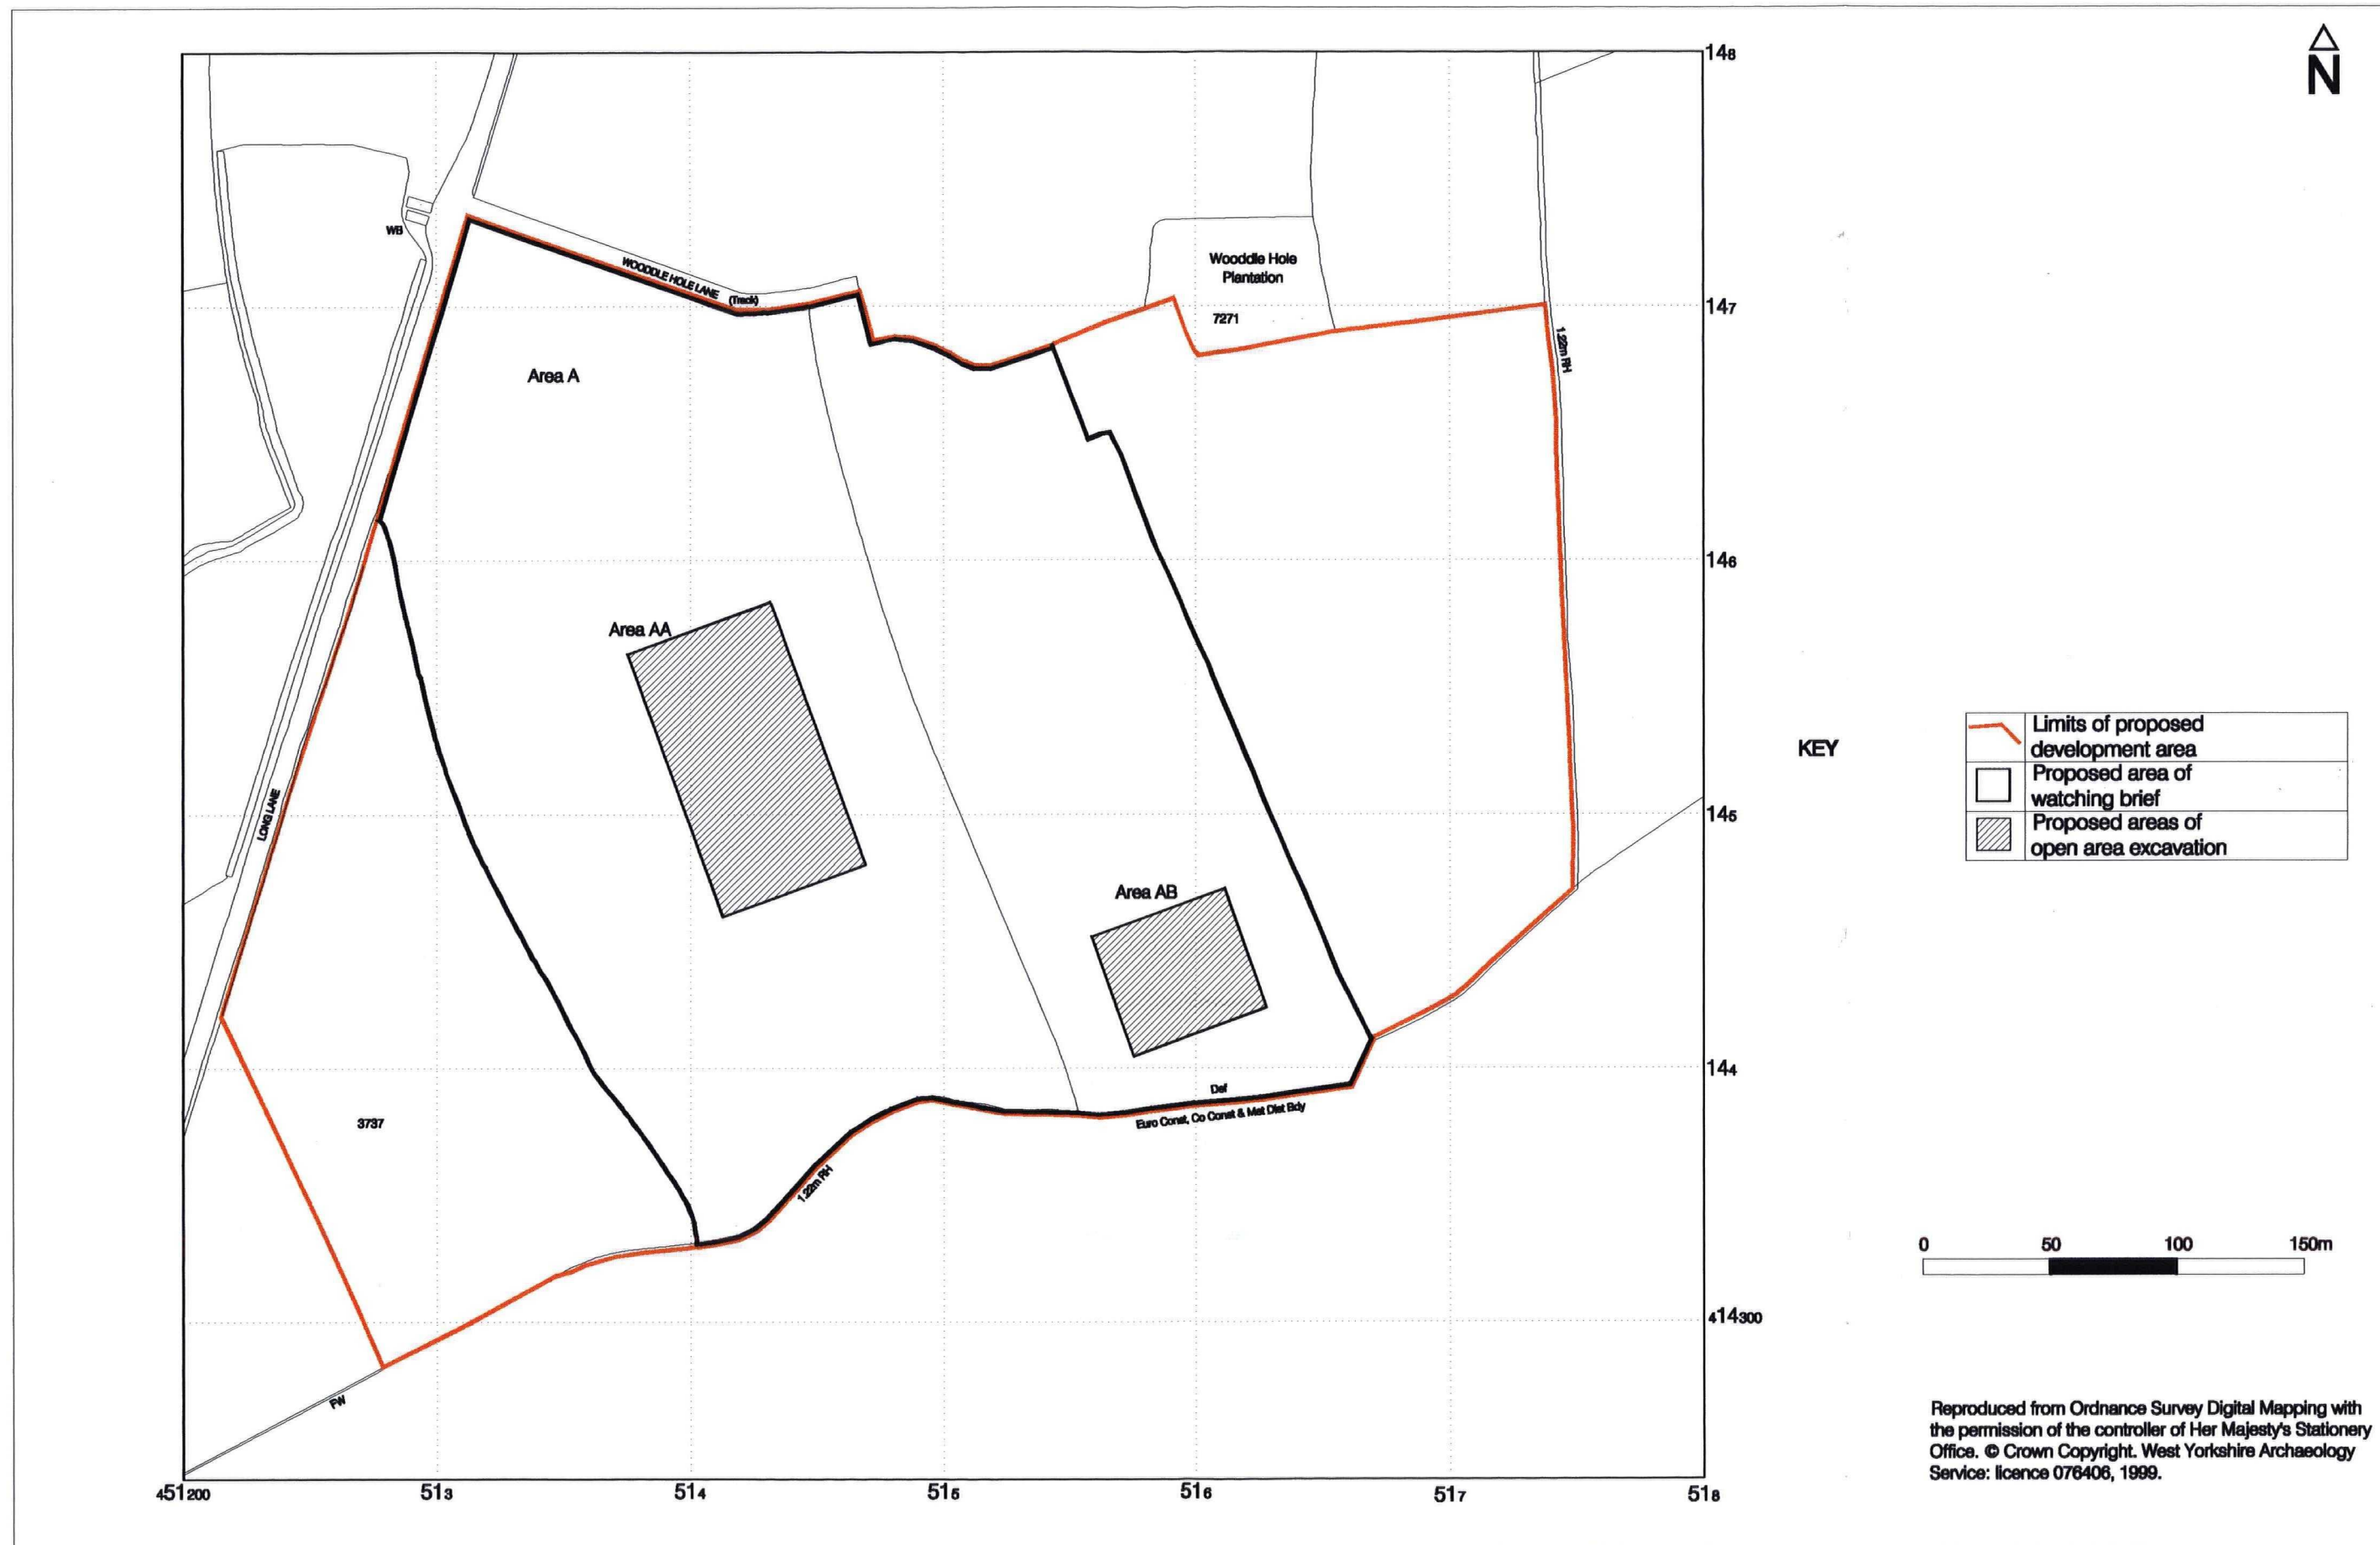 N
148
WB
WOODDLE HOLE LANE (Track)
Wooddle Hole
Plantation
147
7271
1.22m RH
Area A
146
Area AA
KEY
Limits of proposed
development area
Proposed area of
watching brief
Proposed areas of
open area excavation
LONG LANE
145
Area AB
144
Def
Euro Const, Co Const & Met Dist Bdy
3737
1.22m RH
0 50 100 150m
414300
FW
Reproduced from Ordnance Survey Digital Mapping with
the permission of the controller of Her Majesty's Stationery
Office. © Crown Copyright. West Yorkshire Archaeology
Service: licence 076406, 1999.
451200 513 514 515 516 517 518